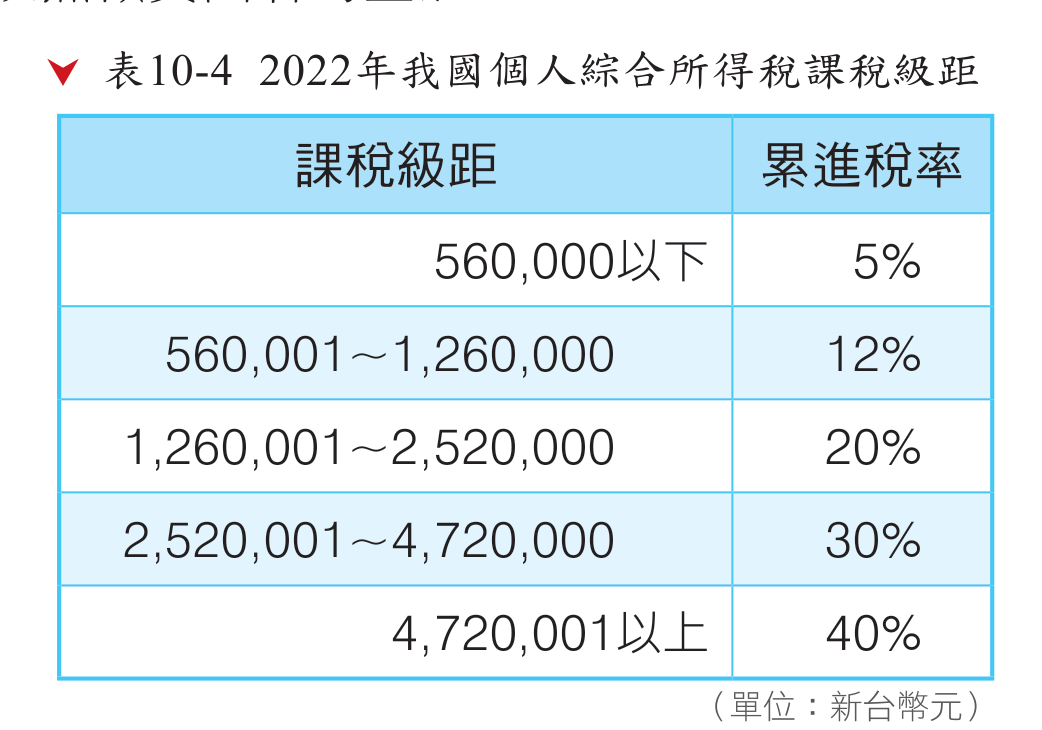 表10-4 2022年我國個人綜合所得稅課稅級距
課稅級距 累進稅率
560,000以下 5%
560,001～1,260,000 12%
1,260,001～2,520,000 20%
2,520,001～4,720,000 30%
4,720,001以上 40%
（單位：新台幣元）